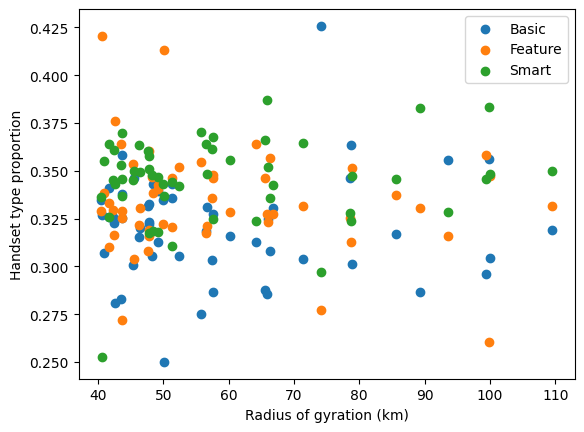 Basic
Feature
Smart
0.425
0.400
0.375
0.350
0.325
0.300
0.275
0.250
Handset type proportion
40 50 60 70 80 90 100 110
Radius of gyration (km)